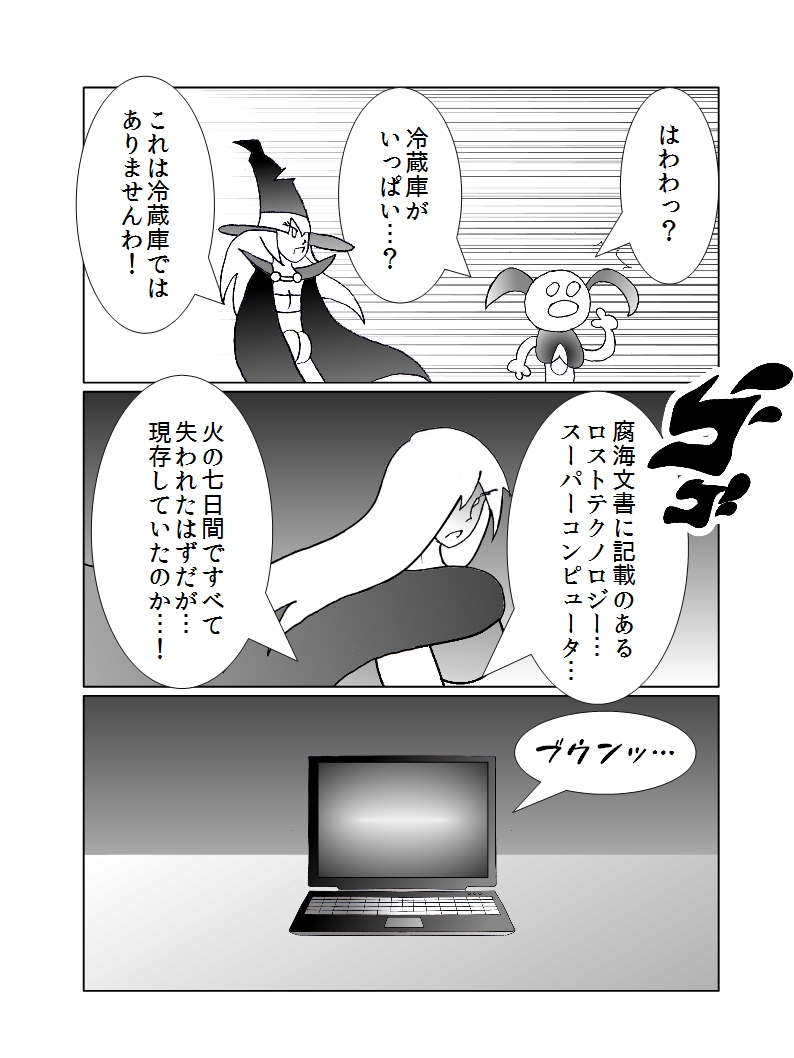 はわわっ？
冷蔵庫が
いっぱい…？
これは冷蔵庫では
ありませんわ！
ゴゴ
腐海文書に記載のある
ロストテクノロジー…
スーパーコンピュータ…
火の七日間ですべて
失われたはずだが…
現存していたのか…！
ブウンッ…